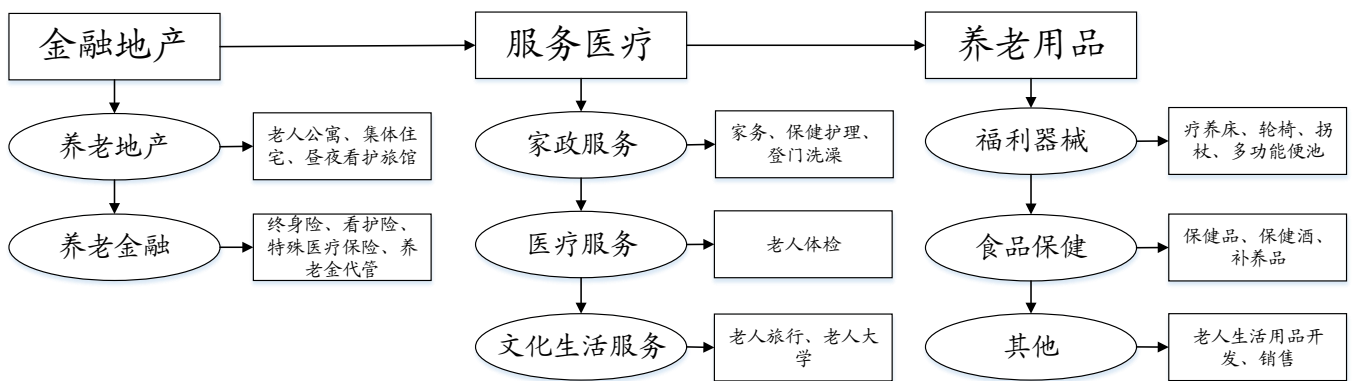 金融地产
服务医疗
养老用品
养老地产
老人公寓、集体住
宅、昼夜看护旅馆
家政服务
家务、保健护理、
登门洗澡
福利器械
疗养床、轮椅、拐
杖、多功能便池
养老金融
终身险、看护险、
特殊医疗保险、养
老金代管
医疗服务
老人体检
食品保健
保健品、保健酒、
补养品
文化生活服务
老人旅行、老人大
学
其他
老人生活用品开
发、销售